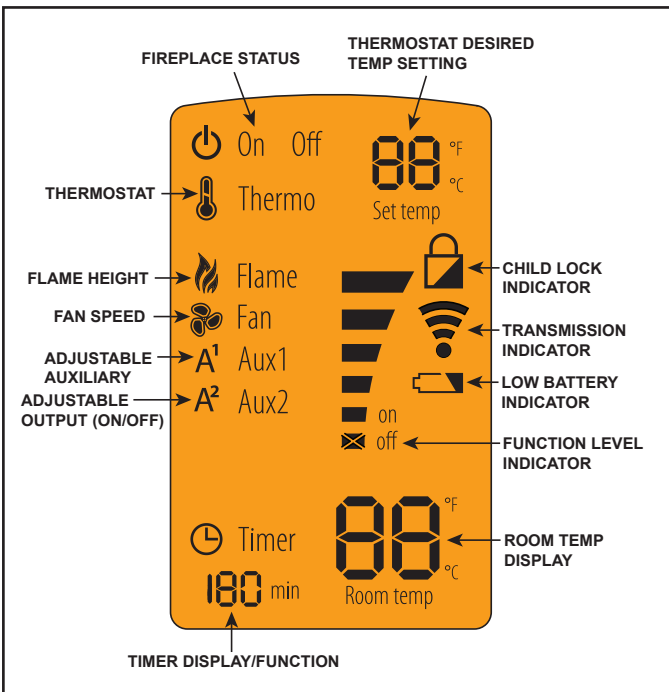 FIREPLACE STATUS
THERMOSTAT DESIRED
TEMP SETTING
On Off
88 °F
°C
Set temp
THERMOSTAT
Thermo
FLAME HEIGHT
Flame
CHILD LOCK
INDICATOR
FAN SPEED
Fan
TRANSMISSION
INDICATOR
ADJUSTABLE
AUXILIARY
A¹ Aux1
LOW BATTERY
INDICATOR
ADJUSTABLE
OUTPUT (ON/OFF)
A² Aux2
on
off
FUNCTION LEVEL
INDICATOR
Timer
180 min
88 °F
°C
Room temp
ROOM TEMP
DISPLAY
TIMER DISPLAY/FUNCTION